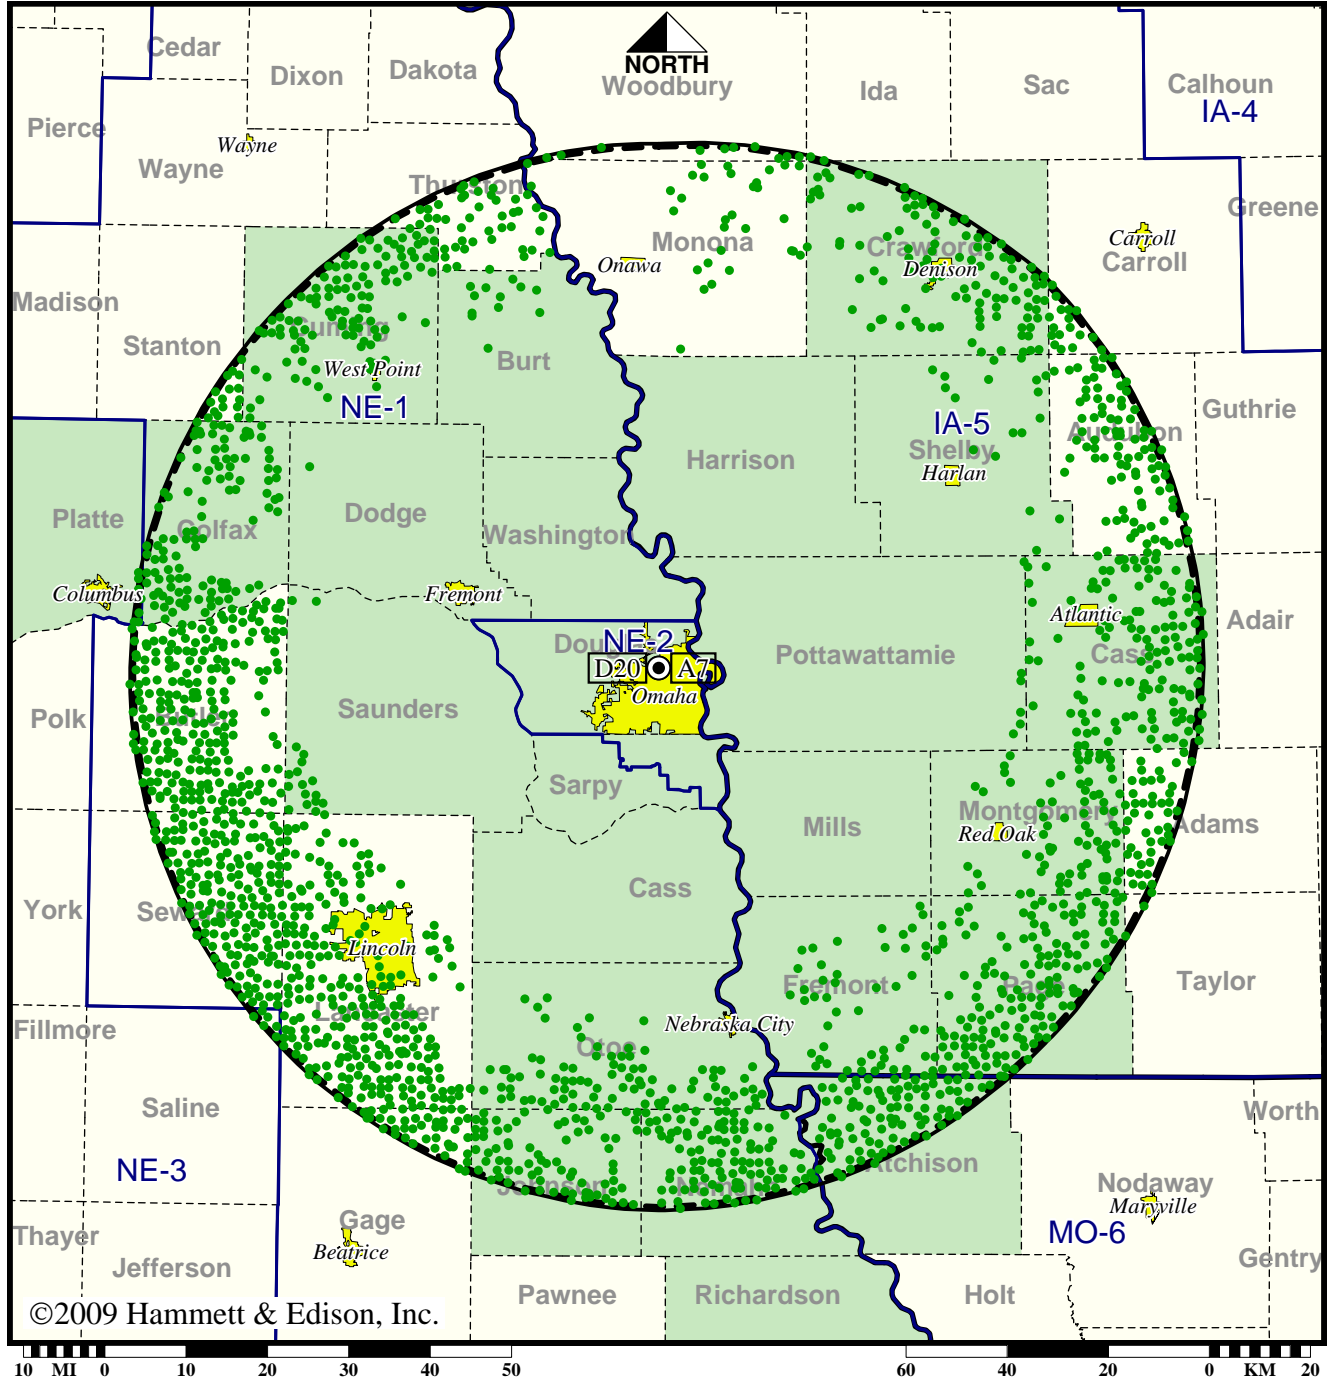 NORTH
Cedar
Dixon
Dakota
Woodbury
Ida
Sac
Calhoun
IA-4
Pierce
Wayne
Wayne
Thurston
Greene
Monona
Onawa
Crawford
Denison
Carroll
Carroll
Madison
Stanton
Cuming
West Point
NE-1
Burt
IA-5
Shelby
Harlan
Audubon
Guthrie
Harrison
Platte
Colfax
Dodge
Washington
Columbus
Fremont
Atlantic
Adair
Douglas
NE-2
D20
A7
Omaha
Pottawattamie
Cass
Polk
Butler
Saunders
Sarpy
Mills
Montgomery
Red Oak
Adams
Cass
York
Seward
Lincoln
Lancaster
Fremont
Page
Taylor
Fillmore
Otoe
Nebraska City
Saline
Worth
NE-3
Johnson
Nemaha
Atchison
Nodaway
Maryville
MO-6
Thayer
Gage
Beatrice
Jefferson
Gentry
Pawnee
Richardson
Holt
©2009 Hammett & Edison, Inc.
10 MI 0 10 20 30 40 50 60 40 20 0 KM 20